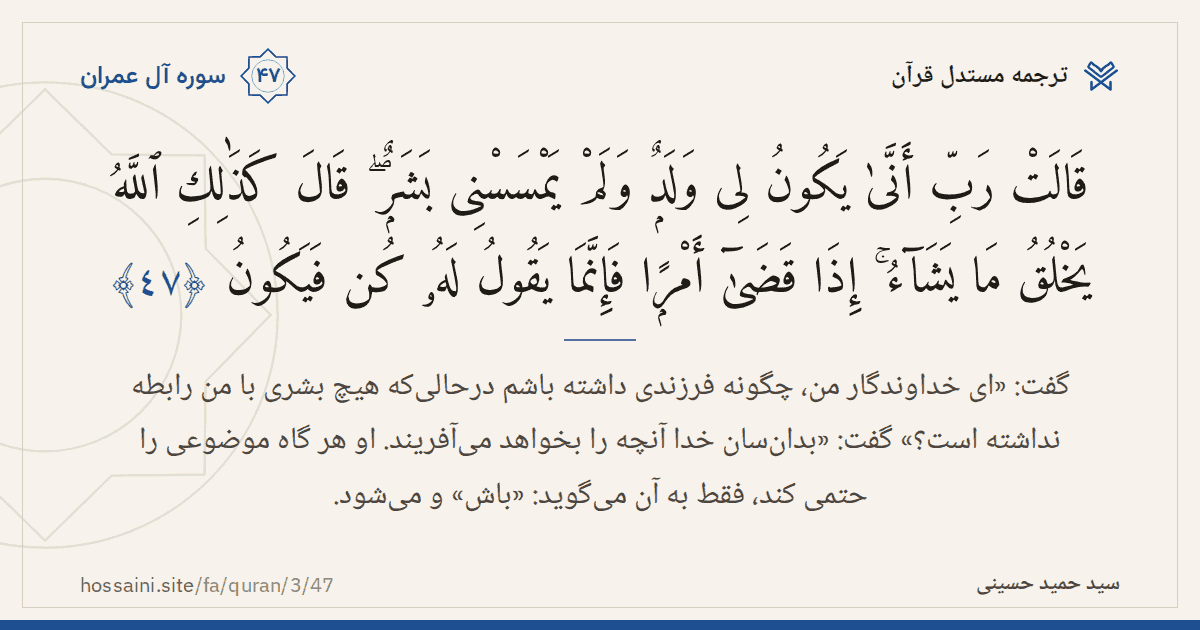 ترجمه مستدل قرآن
۴۷ سوره آل عمران
قَالَتْ رَبِّ أَنَّىٰ يَكُونُ لِى وَلَدٌۭ وَلَمْ يَمْسَسْنِى بَشَرٌۭ ۖ قَالَ كَذَٰلِكِ ٱللَّهُ
يَخْلُقُ مَا يَشَآءُ ۚ إِذَا قَضَىٰٓ أَمْرًۭا فَإِنَّمَا يَقُولُ لَهُۥ كُن فَيَكُونُ ﴿٤٧﴾
گفت: «ای خداوندگار من، چگونه فرزندی داشته باشم درحالی‌که هیچ بشری با من رابطه
نداشته است؟» گفت: «بدان‌سان خدا آنچه را بخواهد می‌آفریند. او هر گاه موضوعی را
حتمی کند، فقط به آن می‌گوید: «باش» و می‌شود.
سید حمید حسینی
hossaini.site/fa/quran/3/47